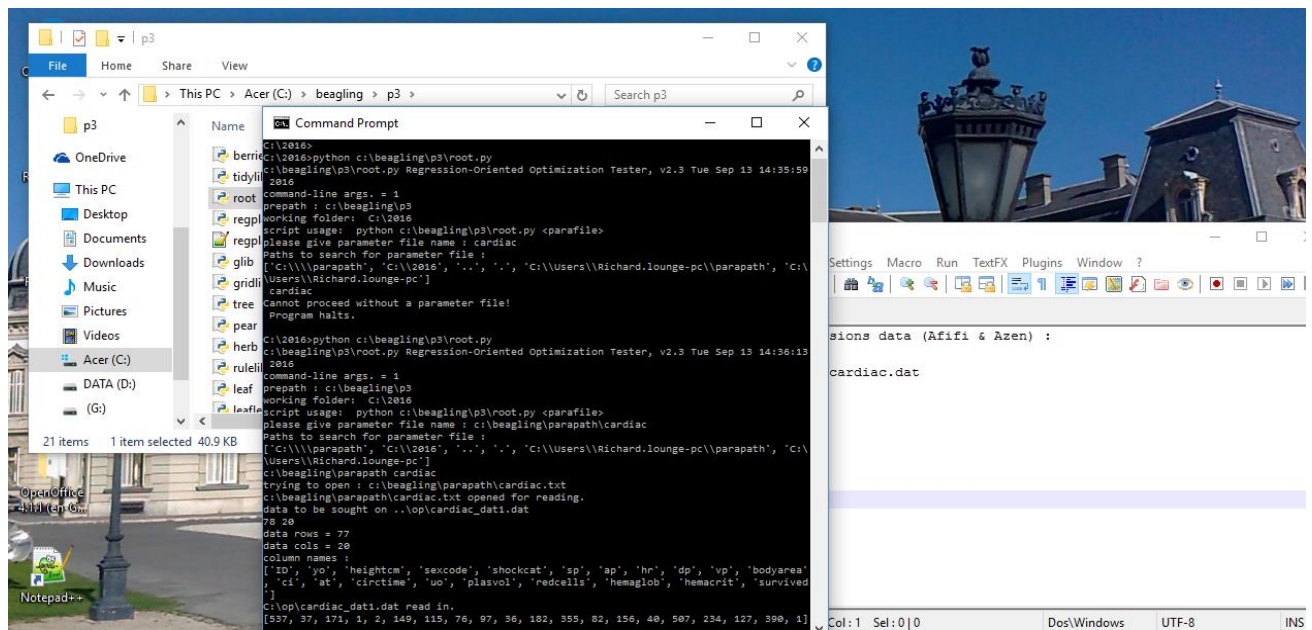 p3
File Home Share View
This PC > Acer (C:) > beagling > p3 >
Search p3
p3
OneDrive
This PC
Desktop
Documents
Downloads
Music
Pictures
Videos
Acer (C:)
DATA (D:)
(G:)
21 items 1 item selected 40.9 KB
Name
berrie
tidylil
root
regpl
regpl
glib
gridli
tree
pear
herb
rulelil
leaf
leafle
Command Prompt
C:\2016>
C:\2016>python c:\beagling\p3\root.py
c:\beagling\p3\root.py Regression-Oriented Optimization Tester, v2.3 Tue Sep 13 14:35:59
2016
command-line args. = 1
prepath : c:\beagling\p3
working folder: C:\2016
script usage: python c:\beagling\p3\root.py <parafile>
please give parameter file name : cardiac
Paths to search for parameter file :
['C:\\\\parapath', 'C:\\2016', '..', '.', 'C:\\Users\\Richard.lounge-pc\\parapath', 'C:\
\Users\\Richard.lounge-pc']
cardiac
Cannot proceed without a parameter file!
Program halts.
C:\2016>python c:\beagling\p3\root.py
c:\beagling\p3\root.py Regression-Oriented Optimization Tester, v2.3 Tue Sep 13 14:36:13
2016
command-line args. = 1
prepath : c:\beagling\p3
working folder: C:\2016
script usage: python c:\beagling\p3\root.py <parafile>
please give parameter file name : c:\beagling\parapath\cardiac
Paths to search for parameter file :
['C:\\\\parapath', 'C:\\2016', '..', '.', 'C:\\Users\\Richard.lounge-pc\\parapath', 'C:\
\Users\\Richard.lounge-pc']
c:\beagling\parapath cardiac
trying to open : c:\beagling\parapath\cardiac.txt
c:\beagling\parapath\cardiac.txt opened for reading.
data to be sought on ..\op\cardiac_dat1.dat
78 20
data rows = 77
data cols = 20
column names :
['ID', 'yo', 'heightcm', 'sexcode', 'shockcat', 'sp', 'ap', 'hr', 'dp', 'vp', 'bodyarea'
, 'ci', 'at', 'circtime', 'uo', 'plasvol', 'redcells', 'hemaglob', 'hemacrit', 'survived
']
C:\op\cardiac_dat1.dat read in.
[537, 37, 171, 1, 2, 149, 115, 76, 97, 36, 182, 355, 82, 156, 40, 507, 234, 127, 390, 1]
Settings Macro Run TextFX Plugins Window ?
sions data (Afifi & Azen) :
cardiac.dat
Col : 1 Sel : 0 | 0 Dos\Windows UTF-8 INS
OpenOffice
4.1.1 (en-G...
Notepad++